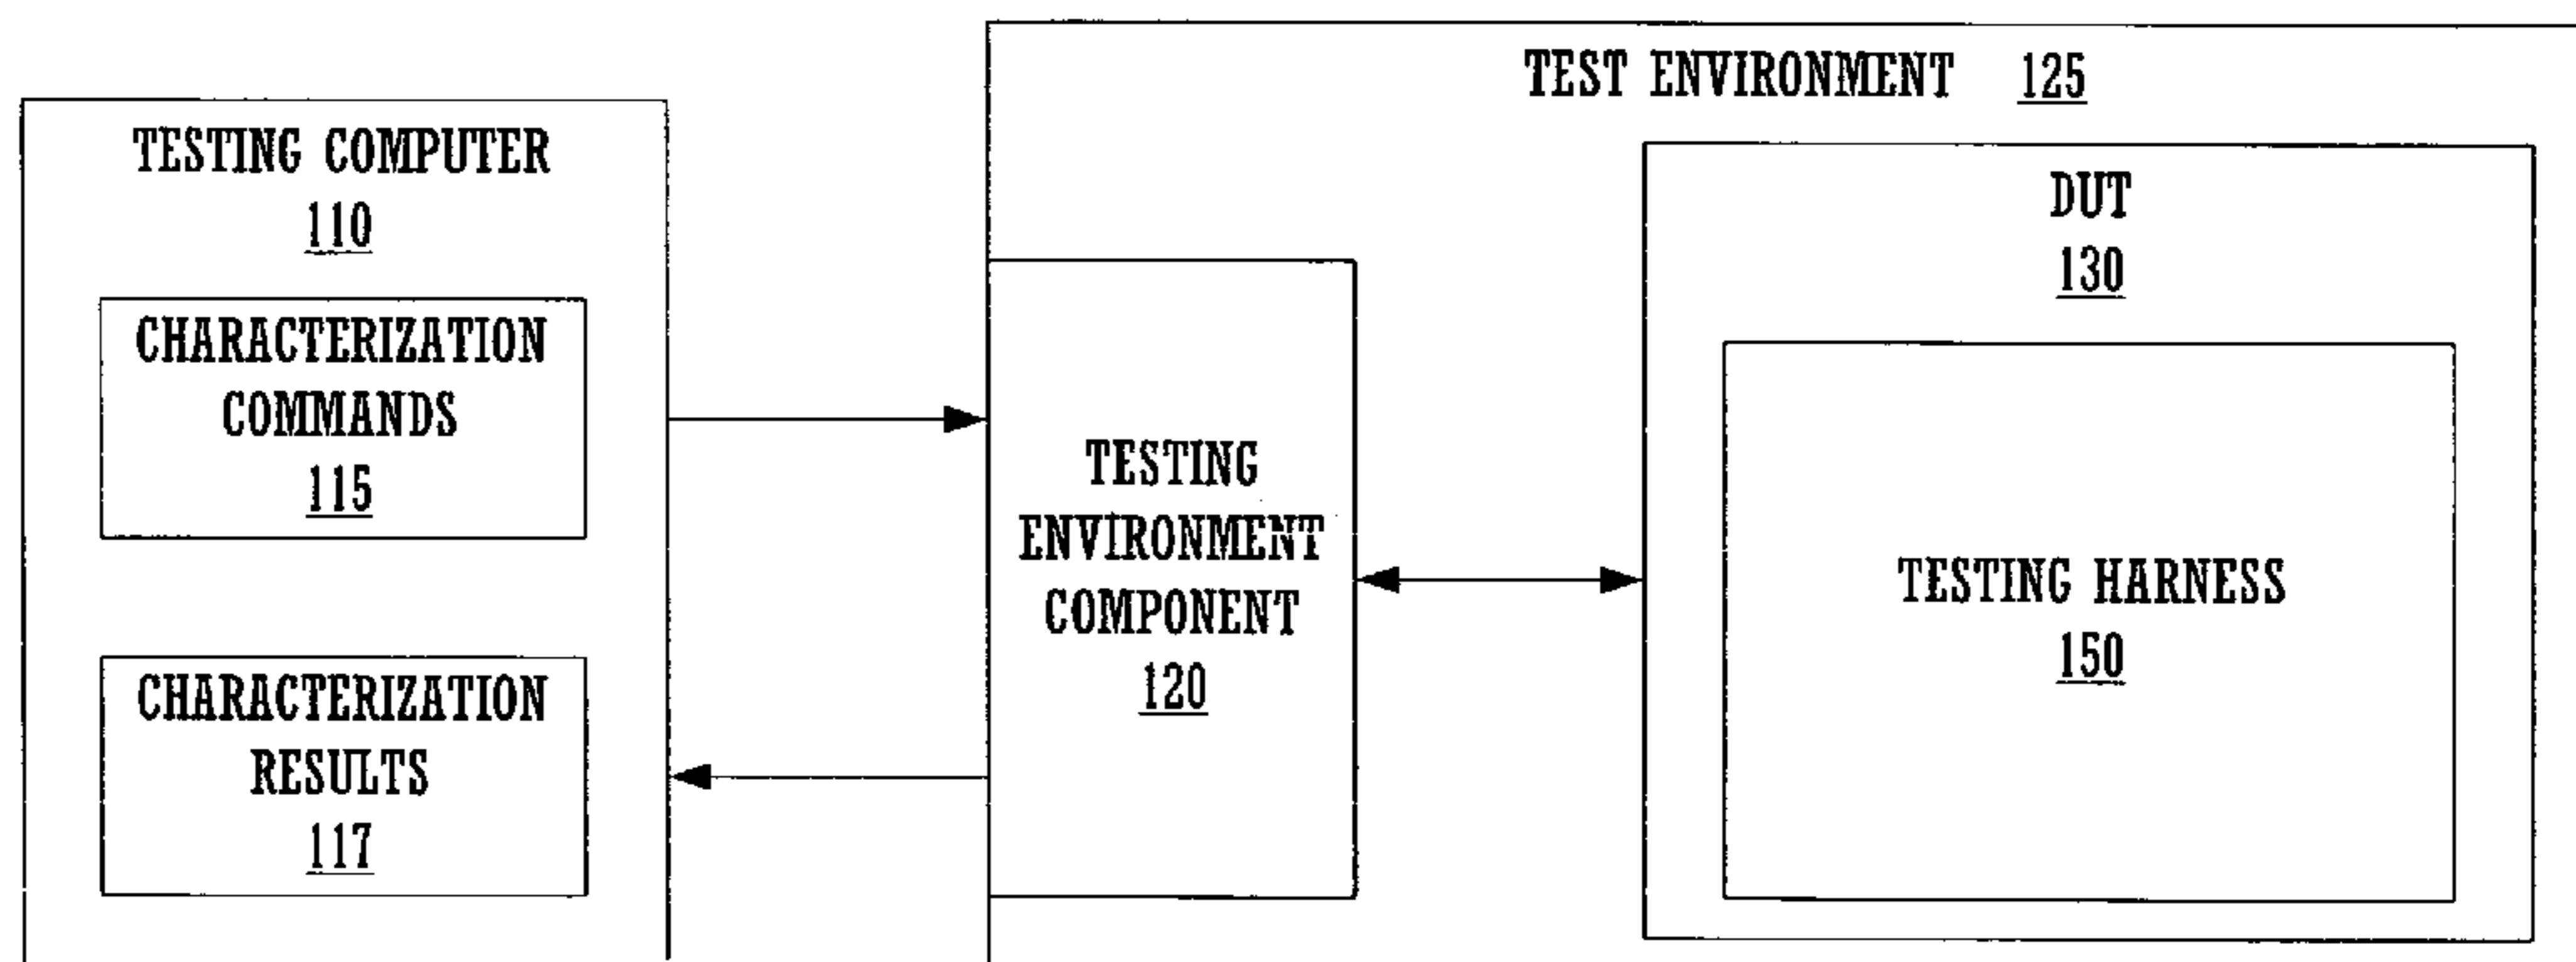 TEST ENVIRONMENT 125
TESTING COMPUTER
110
CHARACTERIZATION
COMMANDS
115
CHARACTERIZATION
RESULTS
117
TESTING
ENVIRONMENT
COMPONENT
120
DUT
130
TESTING HARNESS
150